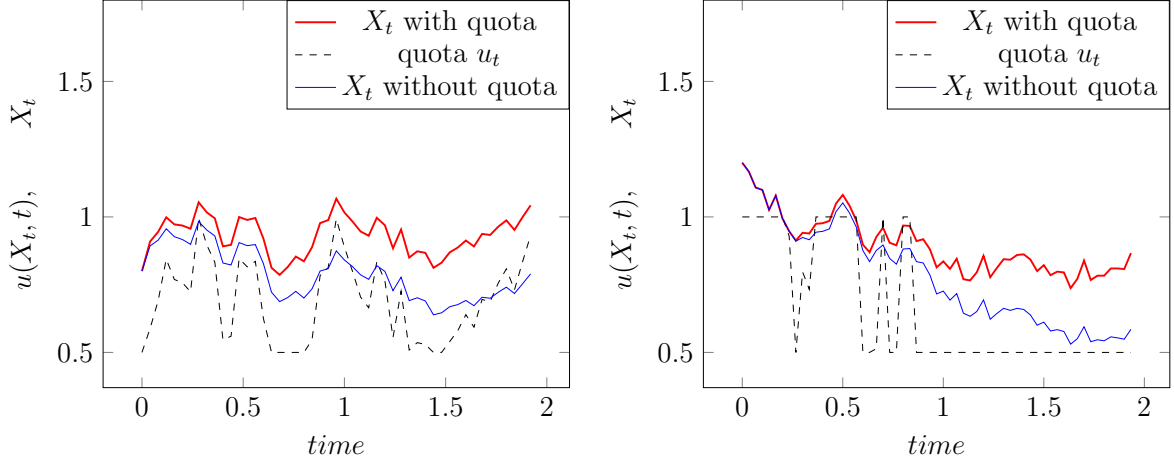 X_t with quota
quota u_t
X_t without quota
1.5
1
0.5
u(X_t, t), X_t
0 0.5 1 1.5 2
time
X_t with quota
quota u_t
X_t without quota
1.5
1
0.5
u(X_t, t), X_t
0 0.5 1 1.5 2
time